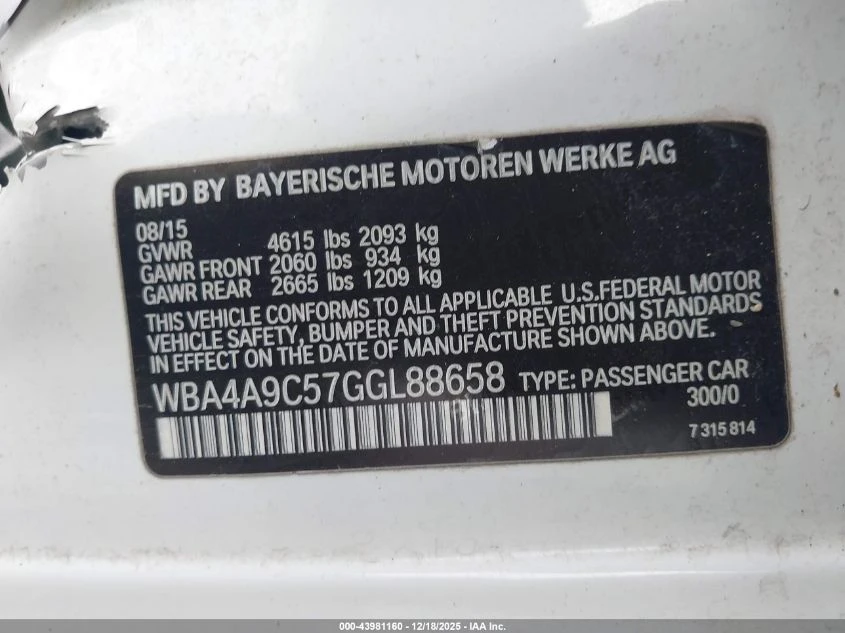 MFD BY BAYERISCHE MOTOREN WERKE AG
08/15
GVWR 4615 lbs 2093 kg
GAWR FRONT 2060 lbs 934 kg
GAWR REAR 2665 lbs 1209 kg
THIS VEHICLE CONFORMS TO ALL APPLICABLE U.S.FEDERAL MOTOR
VEHICLE SAFETY, BUMPER AND THEFT PREVENTION STANDARDS
IN EFFECT ON THE DATE OF MANUFACTURE SHOWN ABOVE.
WBA4A9C57GGL88658 TYPE: PASSENGER CAR
300/0
7 315 814
000-43981160 - 12/18/2025 - IAA Inc.